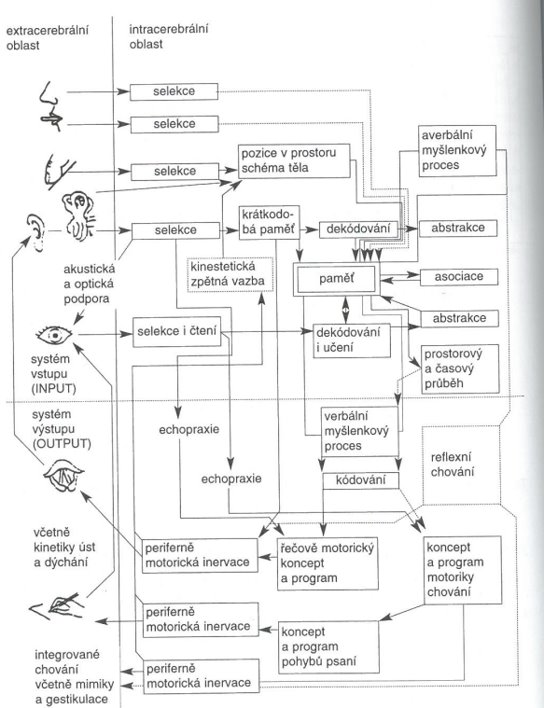 extracerebrální
oblast
intracerebrální
oblast
selekce
selekce
averbální
myšlenkový
proces
pozice v prostoru
schéma těla
selekce
krátkodo-
bá paměť
selekce
dekódování
abstrakce
akustická
a optická
podpora
kinestetická
zpětná vazba
paměť
asociace
abstrakce
selekce i čtení
dekódování
i učení
systém
vstupu
(INPUT)
prostorový
a časový
průběh
systém
výstupu
(OUTPUT)
verbální
myšlenkový
proces
echopraxie
reflexní
chování
echopraxie
kódování
včetně
kinetiky úst
a dýchání
periferně
motorická inervace
řečově motorický
koncept
a program
koncept
a program
motoriky
chování
periferně
motorická inervace
koncept
a program
pohybů psaní
integrované
chování
včetně mimiky
a gestikulace
periferně
motorická inervace